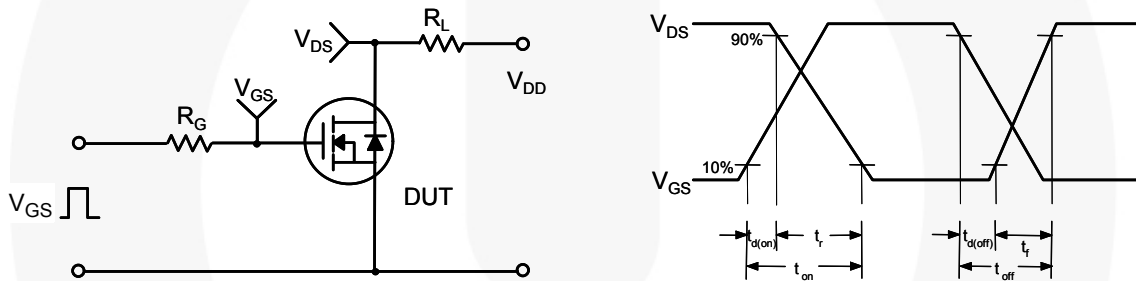 R_L
V_DS
V_DD
V_GS
R_G
DUT
V_GS
V_DS
90%
10%
V_GS
t_d(on)
t_r
t_d(off)
t_f
t_on
t_off